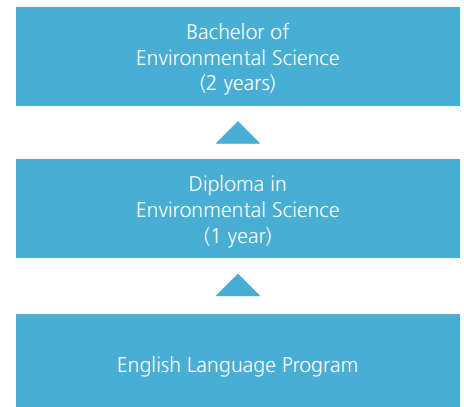 Bachelor of
Environmental Science
(2 years)
Diploma in
Environmental Science
(1 year)
English Language Program